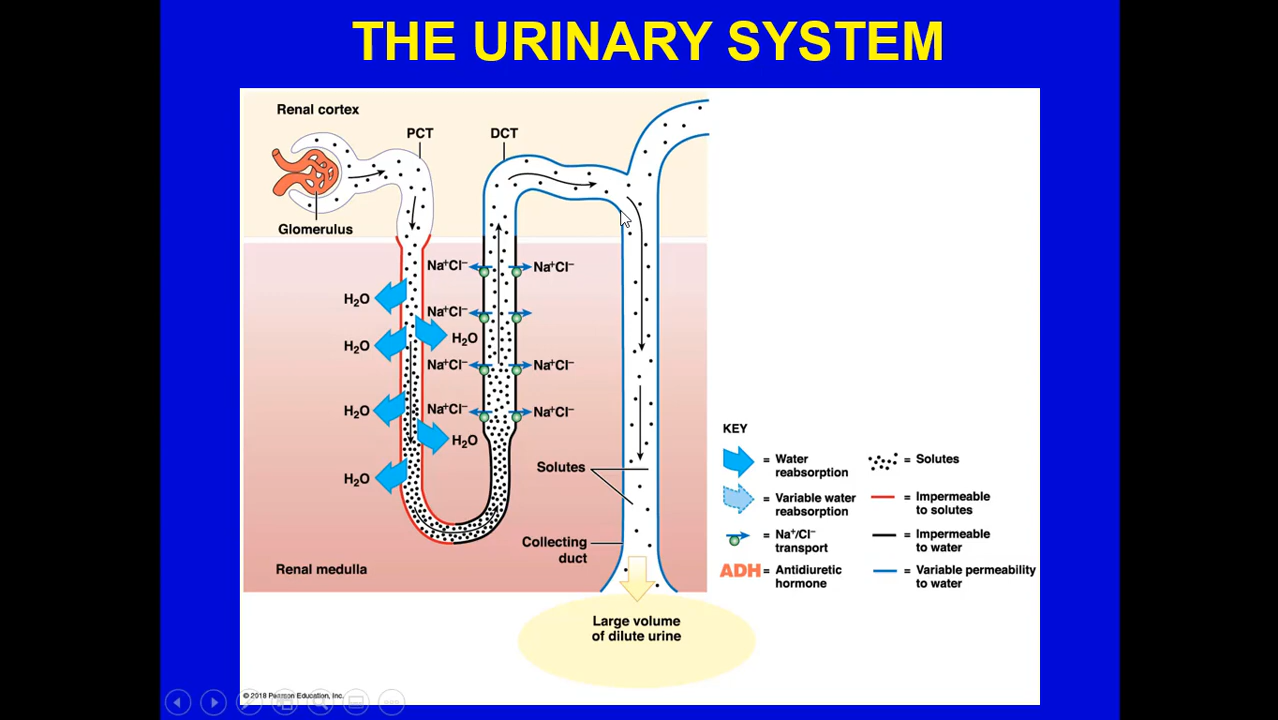 THE URINARY SYSTEM
Renal cortex
PCT
DCT
Glomerulus
Na⁺Cl⁻
Na⁺Cl⁻
H₂O
Na⁺Cl⁻
H₂O
H₂O
Na⁺Cl⁻
Na⁺Cl⁻
H₂O
Na⁺Cl⁻
Na⁺Cl⁻
H₂O
H₂O
Solutes
Collecting
duct
Renal medulla
Large volume
of dilute urine
KEY
= Water
reabsorption
= Variable water
reabsorption
= Na⁺/Cl⁻
transport
ADH = Antidiuretic
hormone
= Solutes
= Impermeable
to solutes
= Impermeable
to water
= Variable permeability
to water
© 2018 Pearson Education, Inc.